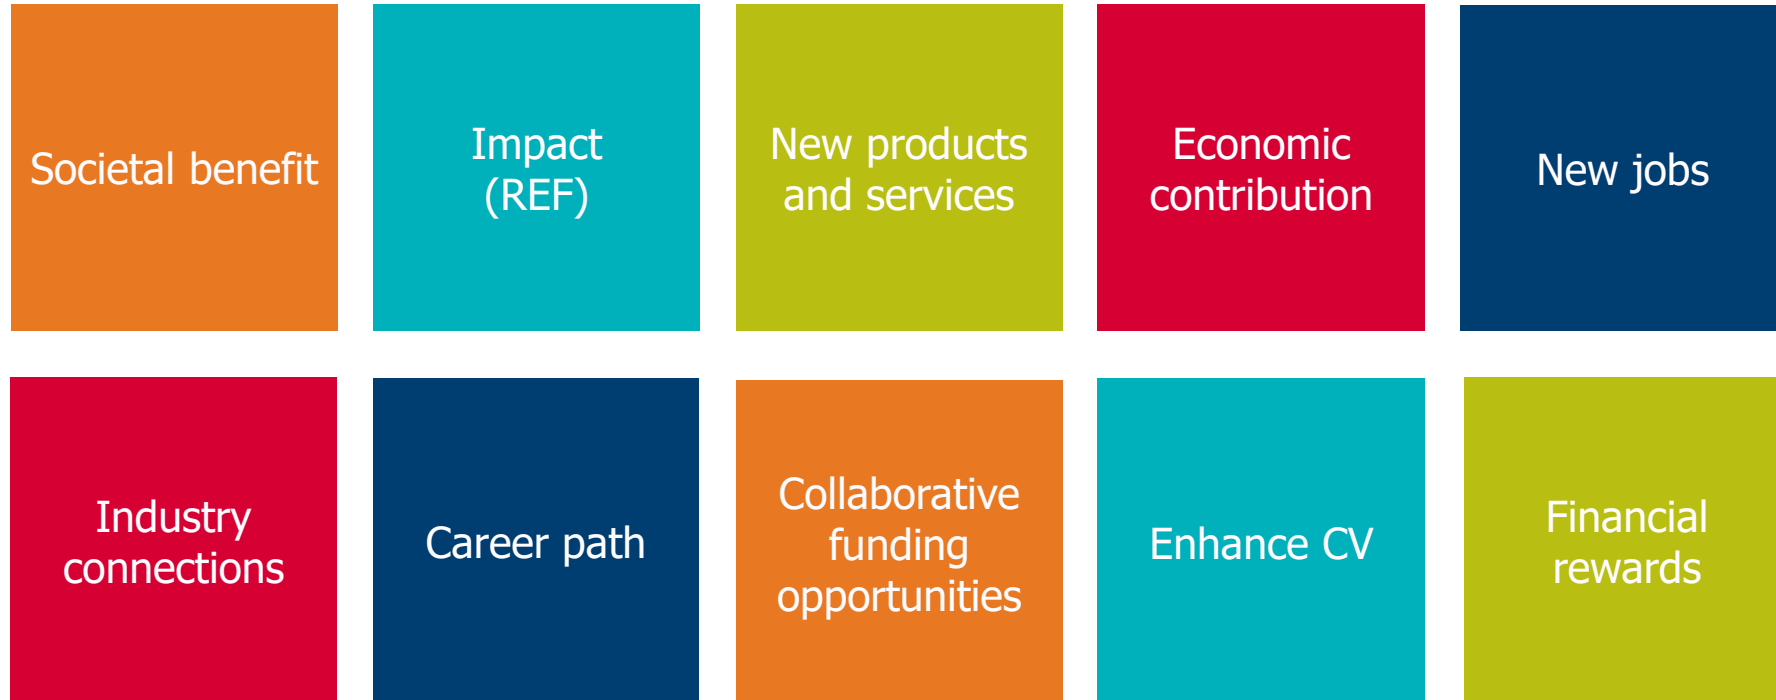 Societal benefit
Impact
(REF)
New products
and services
Economic
contribution
New jobs
Industry
connections
Career path
Collaborative
funding
opportunities
Enhance CV
Financial
rewards